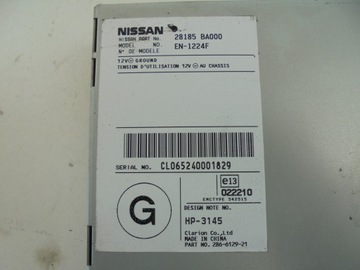 NISSAN
NISSAN PART No. 28185 BA000
MODEL NO. EN-1224F
N° DE MODELE
12V⊖ GROUND
TENSION D'UTILISATION 12V ⊖ AU CHASSIS
SERIAL NO. CL065240001829
e13
022210
EMCTYPE 342515
G
DESIGN NOTE NO.
HP-3145
Clarion Co.,Ltd
MADE IN CHINA
PART NO. 286-6129-21